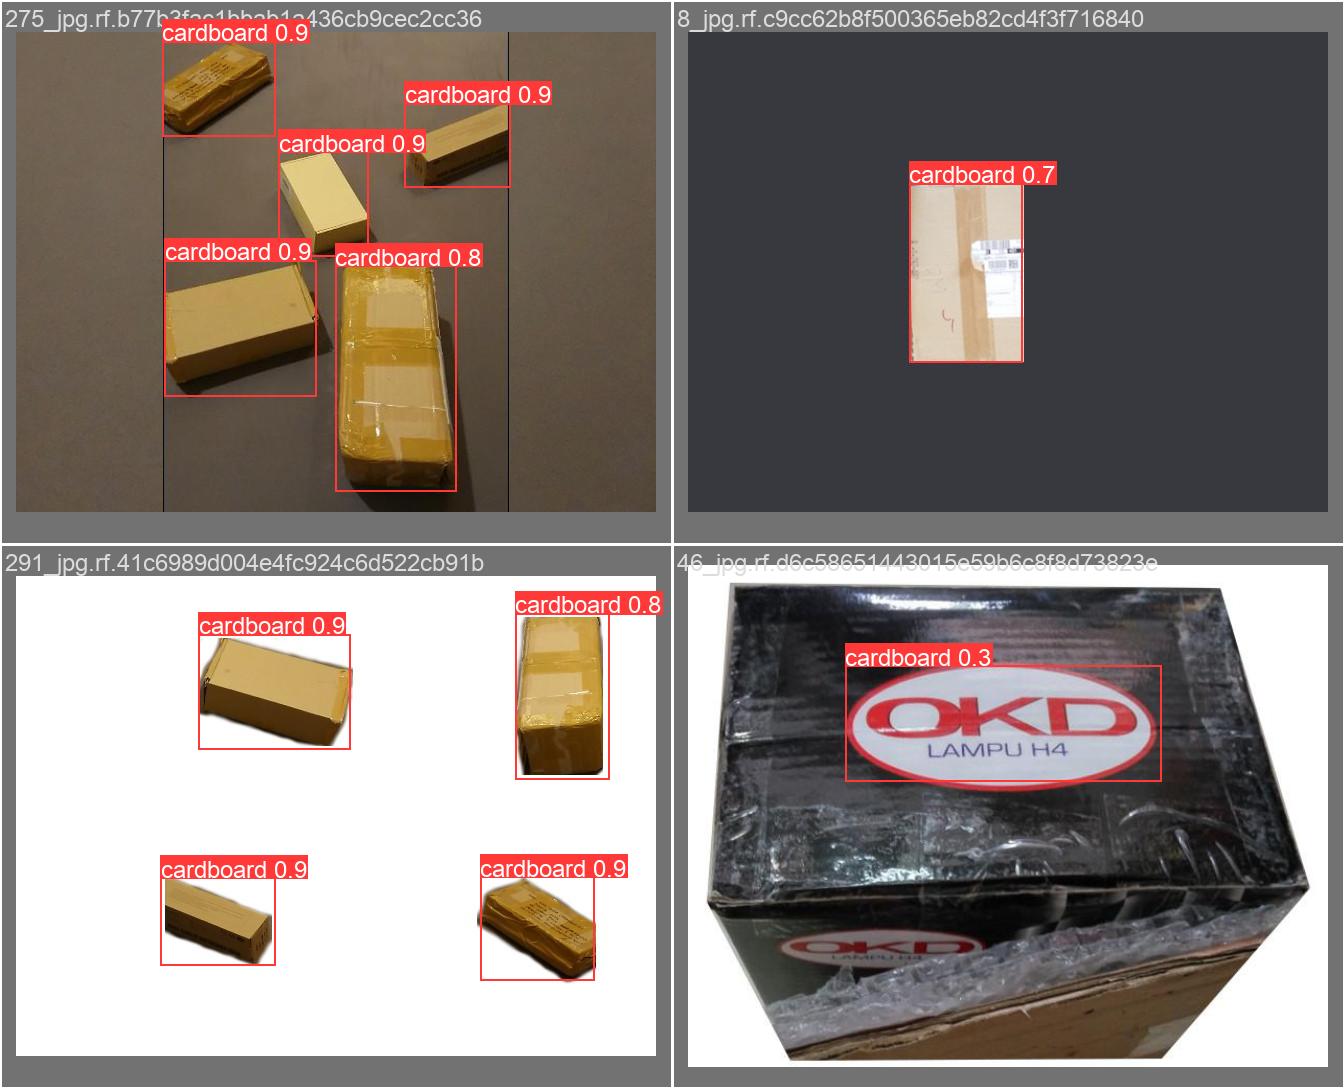 275_jpg.rf.b77b3fac1bbab1a436cb9cec2cc36
cardboard 0.9
cardboard 0.9
cardboard 0.9
cardboard 0.9
cardboard 0.8
8_jpg.rf.c9cc62b8f500365eb82cd4f3f716840
cardboard 0.7
291_jpg.rf.41c6989d004e4fc924c6d522cb91b
cardboard 0.9
cardboard 0.8
cardboard 0.9
cardboard 0.9
46_jpg.rf.d6c58651443015e59b6c8f8d73823e
cardboard 0.3
OKD
LAMPU H4
OKD
LAMPU H4